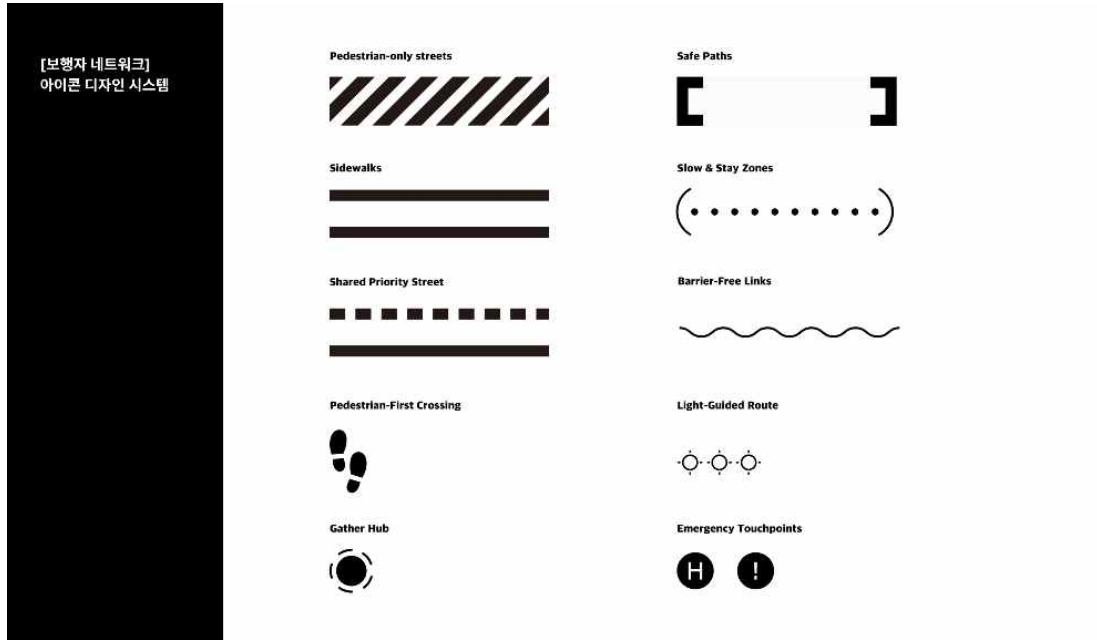 [보행자 네트워크]
아이콘 디자인 시스템
Pedestrian-only streets
Safe Paths
Sidewalks
Slow & Stay Zones
Shared Priority Street
Barrier-Free Links
Pedestrian-First Crossing
Light-Guided Route
Gather Hub
Emergency Touchpoints
H !